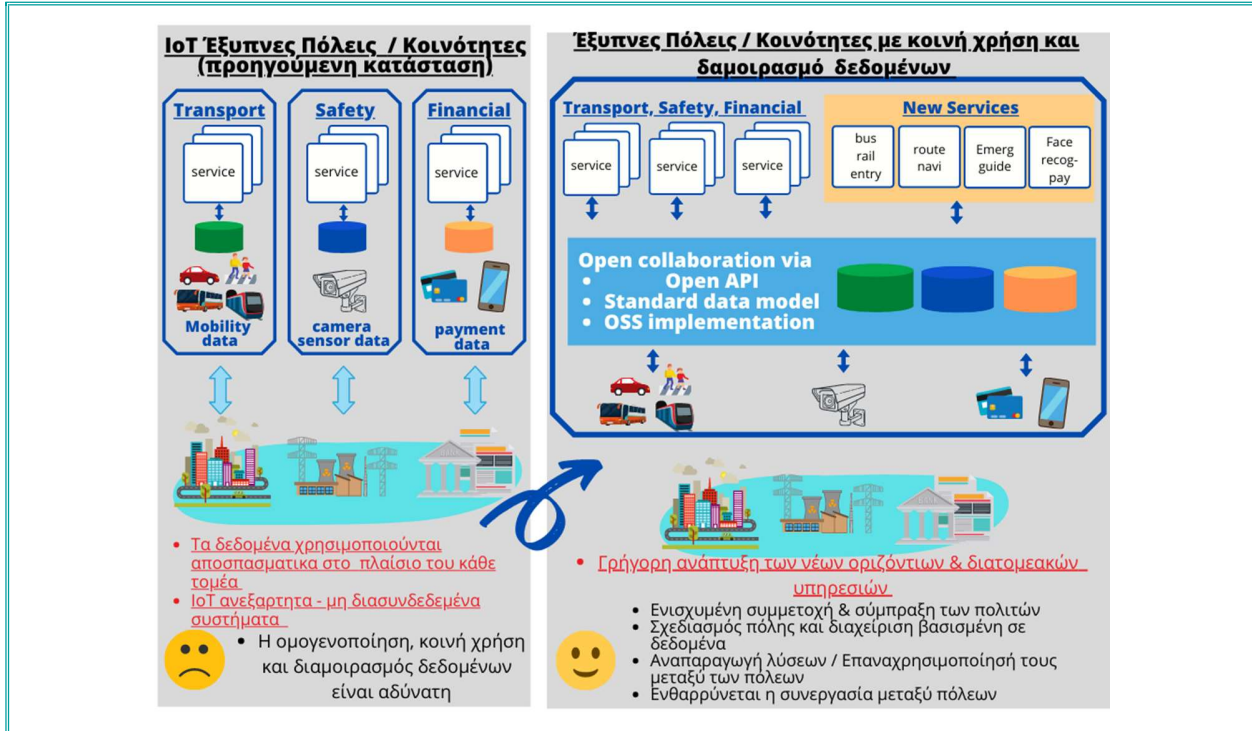 IoT Έξυπνες Πόλεις / Κοινότητες
(προηγούμενη κατάσταση)
Transport
service
Mobility
data
Safety
service
camera
sensor data
Financial
service
payment
data
• Τα δεδομένα χρησιμοποιούνται
αποσπασματικα στο πλαίσιο του κάθε
τομέα
• IoT ανεξαρτητα - μη διασυνδεδεμένα
συστήματα
• Η ομογενοποίηση, κοινή χρήση
και διαμοιρασμός δεδομένων
είναι αδύνατη
Έξυπνες Πόλεις / Κοινότητες με κοινή χρήση και
δαμοιρασμό δεδομένων
Transport, Safety, Financial
service
service
service
New Services
bus
rail
entry
route
navi
Emerg
guide
Face
recog-
pay
Open collaboration via
• Open API
• Standard data model
• OSS implementation
• Γρήγορη ανάπτυξη των νέων οριζόντιων & διατομεακών
υπηρεσιών
• Ενισχυμένη συμμετοχή & σύμπραξη των πολιτών
• Σχεδιασμός πόλης και διαχείριση βασισμένη σε
δεδομένα
• Αναπαραγωγή λύσεων / Επαναχρησιμοποίησή τους
μεταξύ των πόλεων
• Ενθαρρύνεται η συνεργασία μεταξύ πόλεων